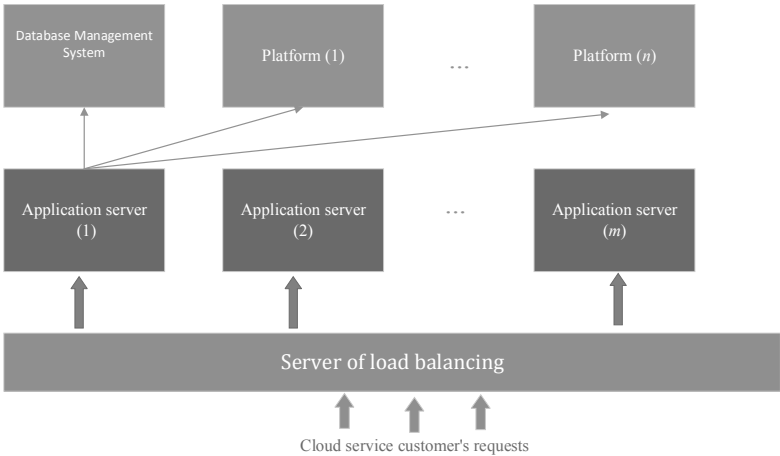 Database Management
System
Platform (1)
...
Platform (n)
Application server
(1)
Application server
(2)
...
Application server
(m)
Server of load balancing
Cloud service customer's requests